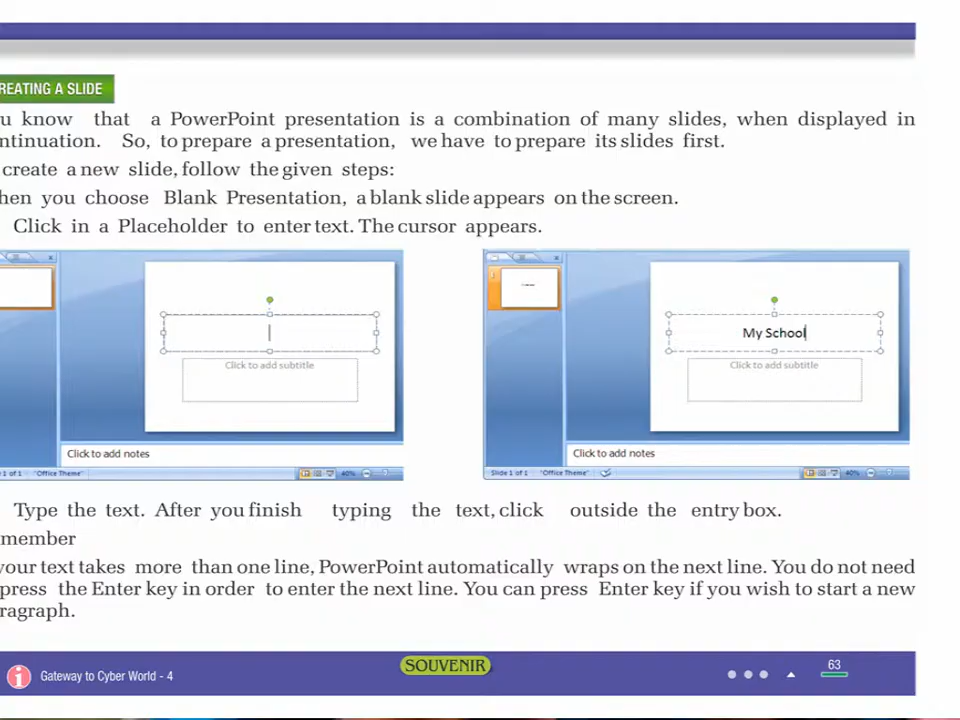 REATING A SLIDE
u know that a PowerPoint presentation is a combination of many slides, when displayed in
ntinuation. So, to prepare a presentation, we have to prepare its slides first.
create a new slide, follow the given steps:
hen you choose Blank Presentation, a blank slide appears on the screen.
Click in a Placeholder to enter text. The cursor appears.
Click to add subtitle
Click to add notes
1 of 1 "Office Theme" 40%
My School
Click to add subtitle
Click to add notes
Slide 1 of 1 "Office Theme" 40%
Type the text. After you finish typing the text, click outside the entry box.
member
your text takes more than one line, PowerPoint automatically wraps on the next line. You do not need
press the Enter key in order to enter the next line. You can press Enter key if you wish to start a new
ragraph.
i Gateway to Cyber World - 4
SOUVENIR
63